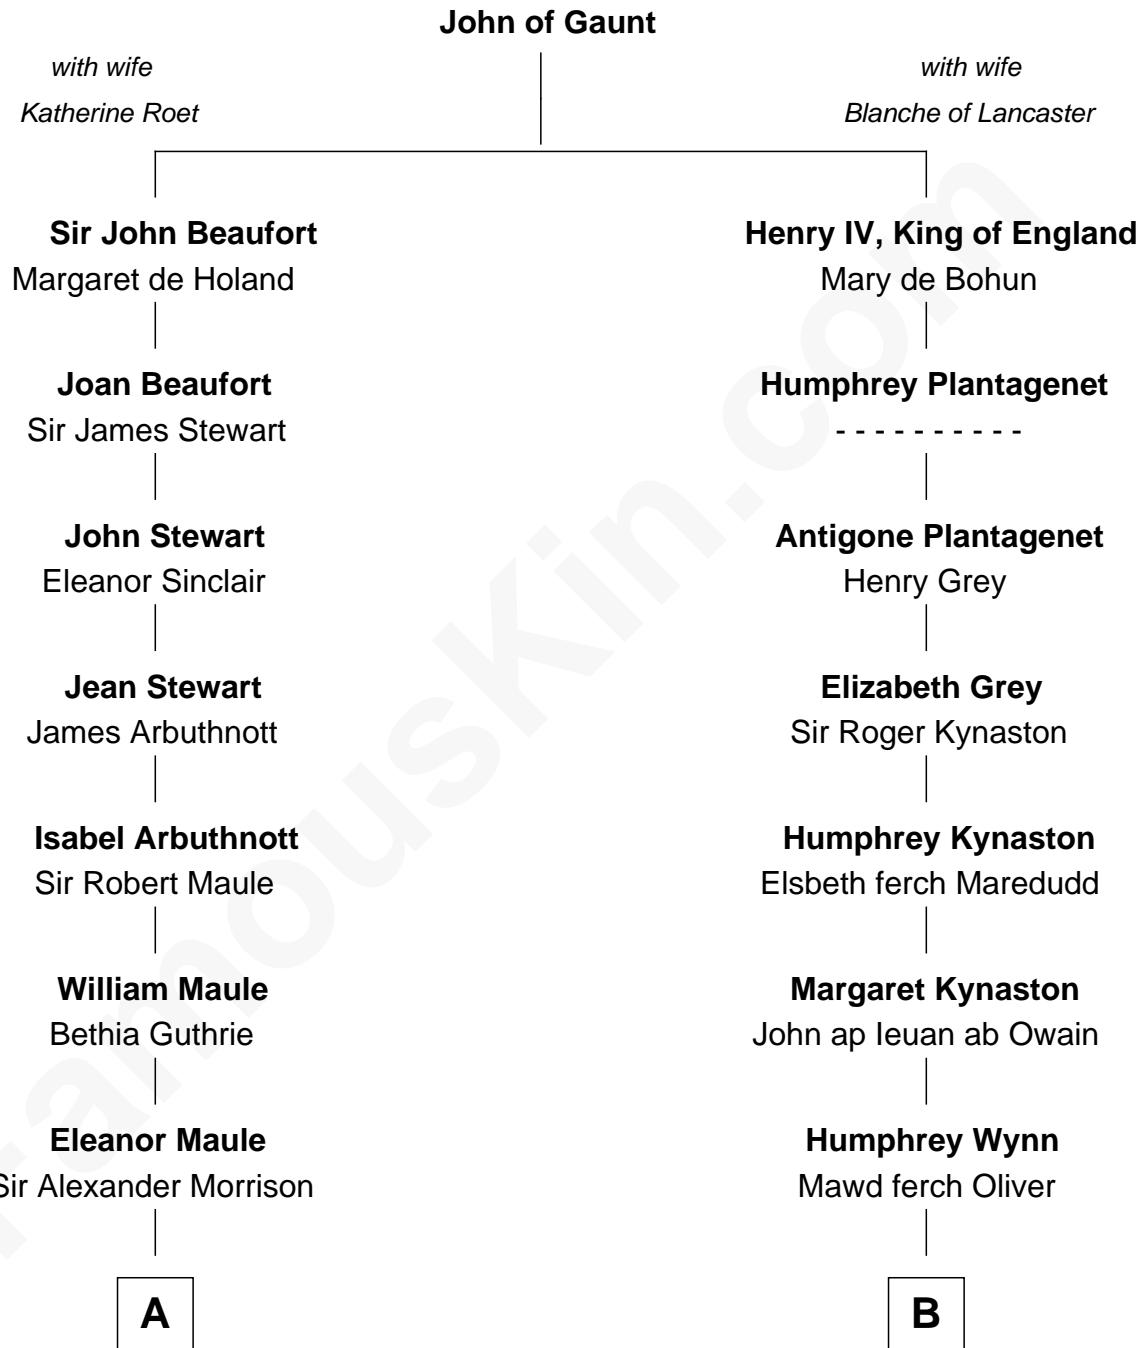 John of Gaunt
with wife
Katherine Roet
with wife
Blanche of Lancaster
Sir John Beaufort
Margaret de Holand
Henry IV, King of England
Mary de Bohun
Joan Beaufort
Sir James Stewart
Humphrey Plantagenet
- - - - - - - - - -
John Stewart
Eleanor Sinclair
Antigone Plantagenet
Henry Grey
Jean Stewart
James Arbuthnott
Elizabeth Grey
Sir Roger Kynaston
Isabel Arbuthnott
Sir Robert Maule
Humphrey Kynaston
Elsbeth ferch Maredudd
William Maule
Bethia Guthrie
Margaret Kynaston
John ap Ieuan ab Owain
Eleanor Maule
Sir Alexander Morrison
Humphrey Wynn
Mawd ferch Oliver
A
B
FamousKin.com